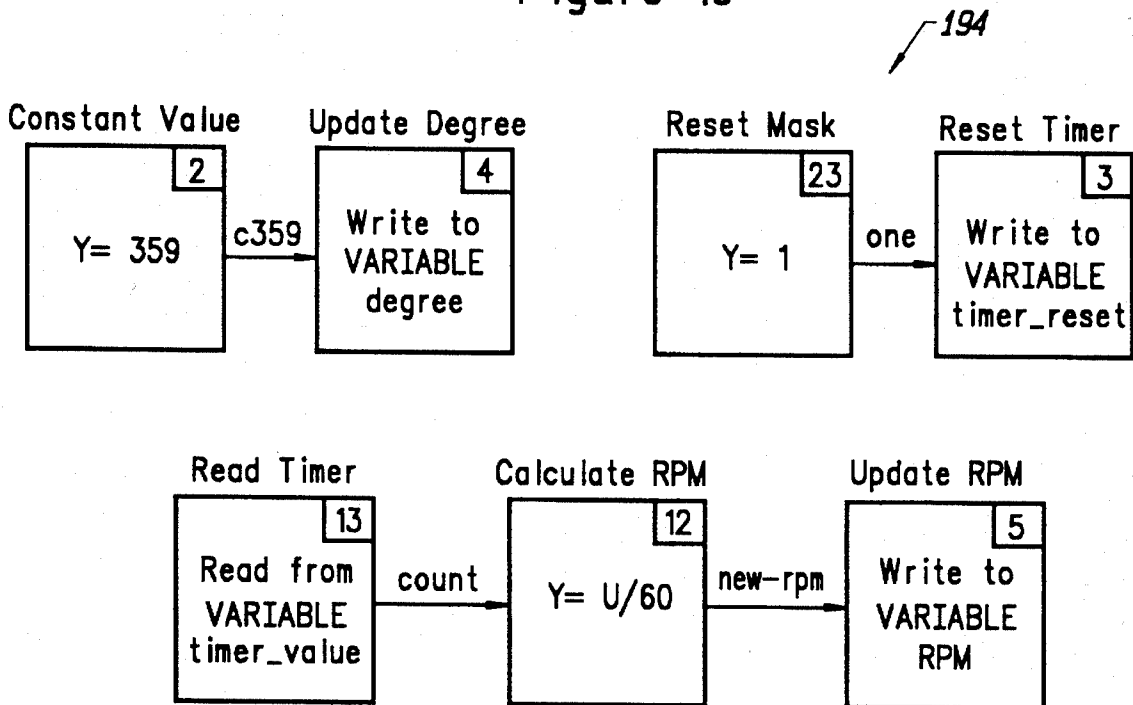 194
Constant Value
2
Y= 359
c359
Update Degree
4
Write to
VARIABLE
degree
Reset Mask
23
Y= 1
one
Reset Timer
3
Write to
VARIABLE
timer_reset
Read Timer
13
Read from
VARIABLE
timer_value
count
Calculate RPM
12
Y= U/60
new-rpm
Update RPM
5
Write to
VARIABLE
RPM